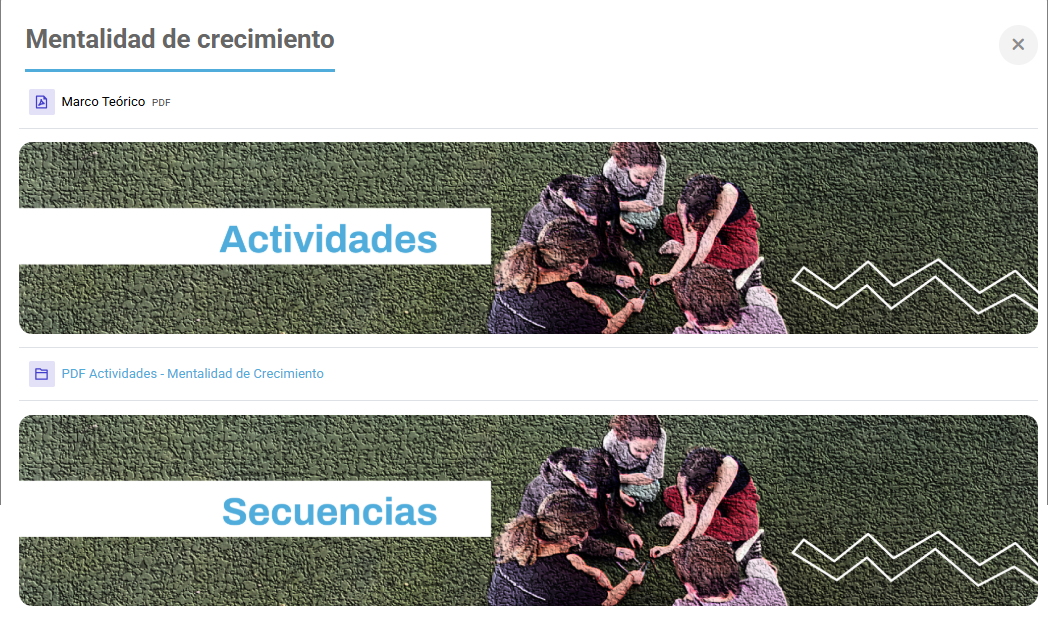 Mentalidad de crecimiento
Marco Teórico PDF
Actividades
PDF Actividades - Mentalidad de Crecimiento
Secuencias